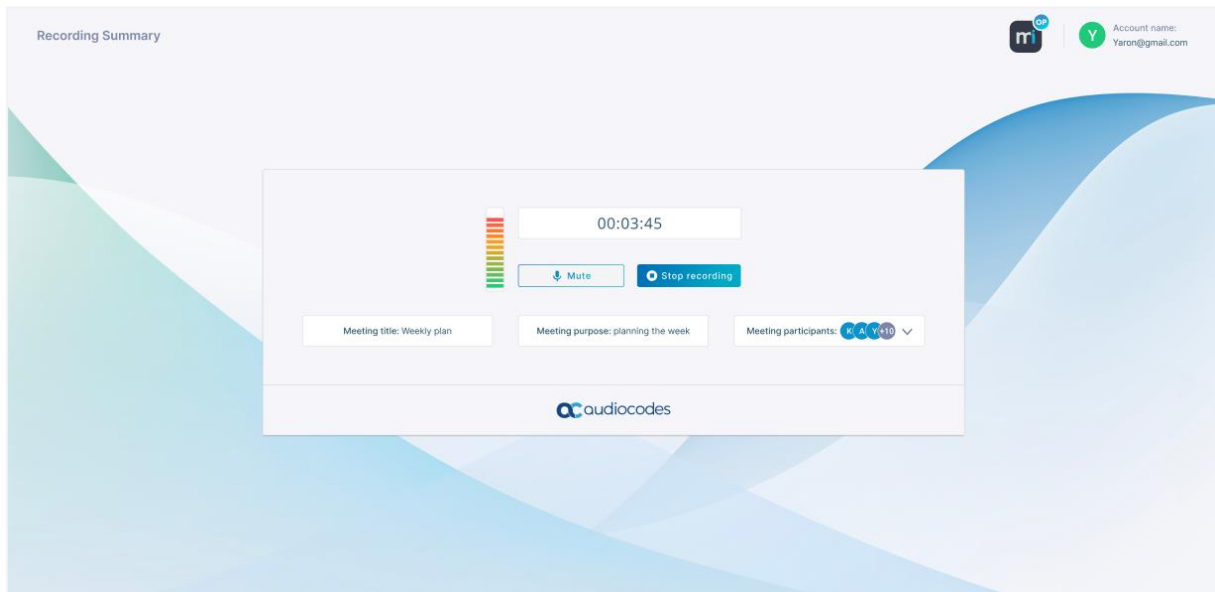 Recording Summary
mi
OP
Y
Account name:
Yaron@gmail.com
00:03:45
Mute
Stop recording
Meeting title: Weekly plan
Meeting purpose: planning the week
Meeting participants: K A Y +10
audiocodes